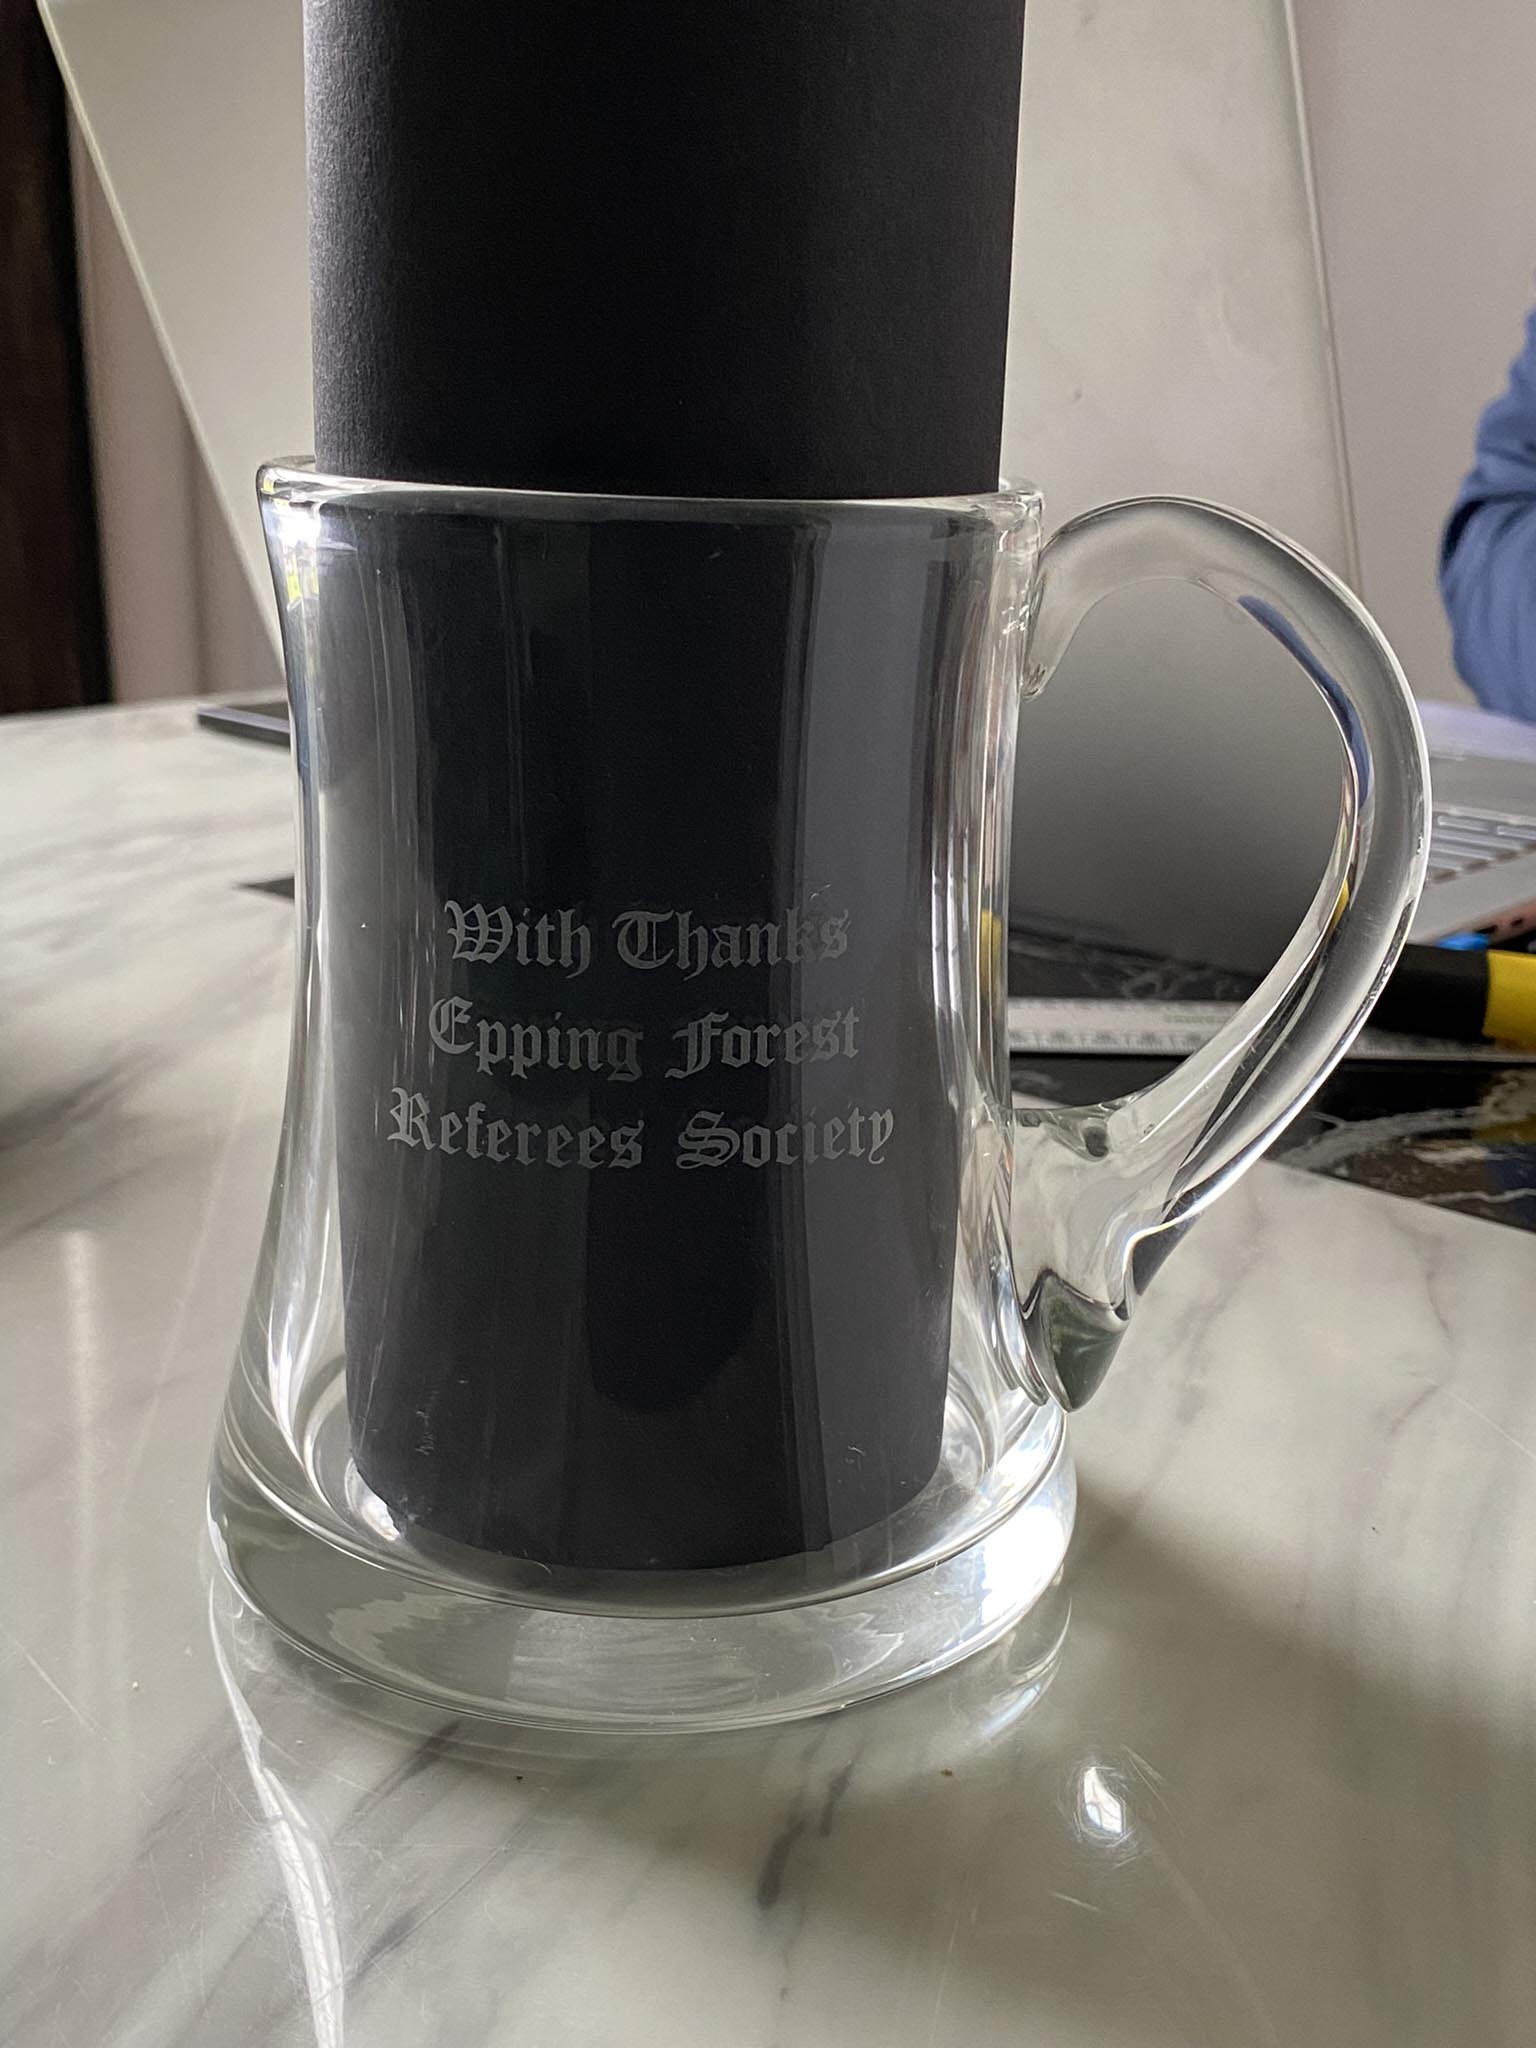 With Thanks
Epping Forest
Referees Society